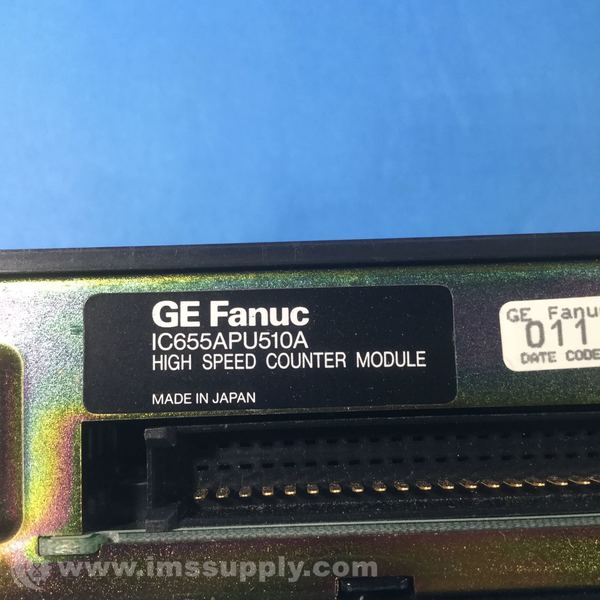 GE Fanuc
IC655APU510A
HIGH SPEED COUNTER MODULE
MADE IN JAPAN
GE Fanu
011
DATE CODE
www.imssupply.com